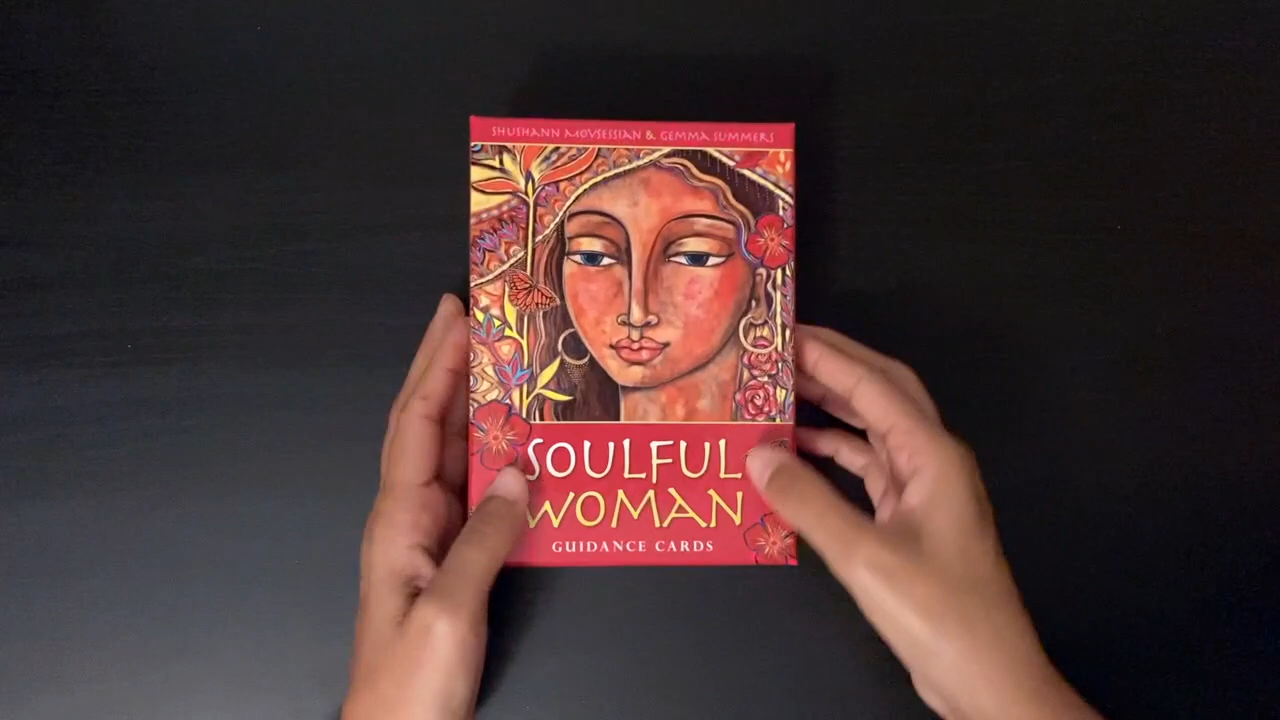 SHUSHANN MOVSESSIAN & GEMMA SUMMERS
SOULFUL
WOMAN
GUIDANCE CARDS